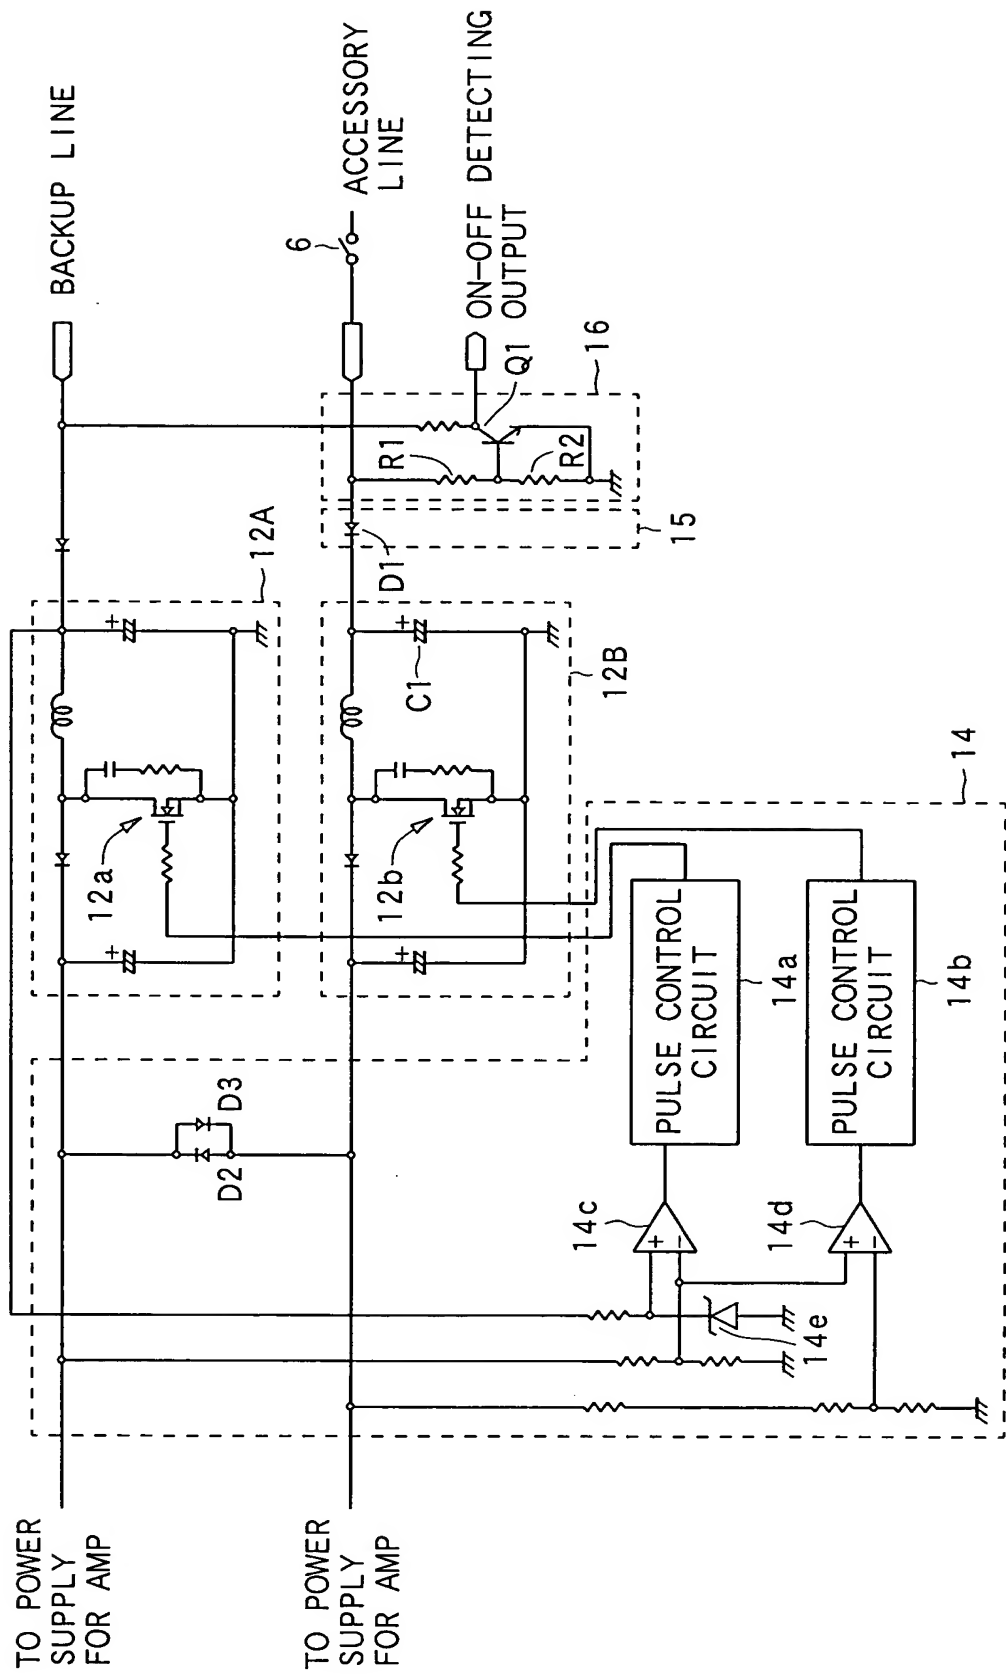 TO POWER
SUPPLY
FOR AMP
BACKUP LINE
12A
12a
+
+
TO POWER
SUPPLY
FOR AMP
D2
D3
12B
12b
+
+
C1
D1
15
R1
R2
Q1
16
6
ACCESSORY
LINE
ON-OFF DETECTING
OUTPUT
14
14c
+
−
PULSE CONTROL
CIRCUIT
14a
14d
+
−
PULSE CONTROL
CIRCUIT
14b
14e